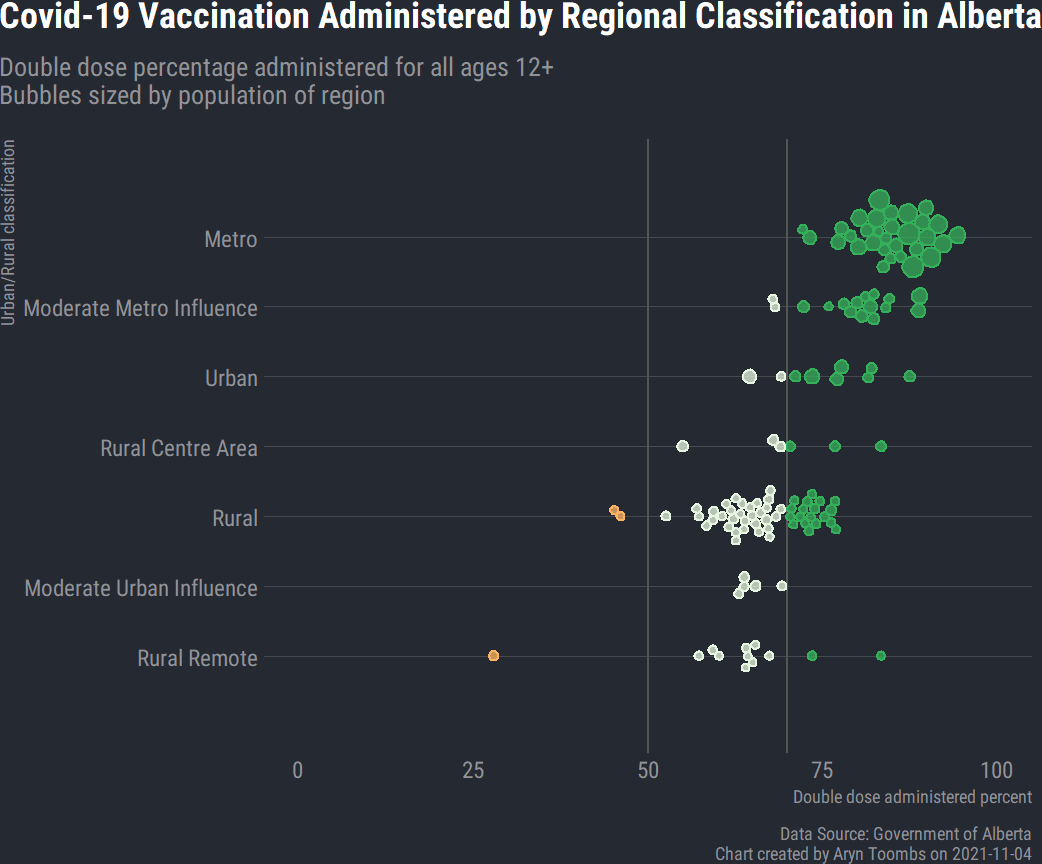 Covid-19 Vaccination Administered by Regional Classification in Alberta
Double dose percentage administered for all ages 12+
Bubbles sized by population of region
Urban/Rural classification
Metro
Moderate Metro Influence
Urban
Rural Centre Area
Rural
Moderate Urban Influence
Rural Remote
0 25 50 75 100
Double dose administered percent
Data Source: Government of Alberta
Chart created by Aryn Toombs on 2021-11-04